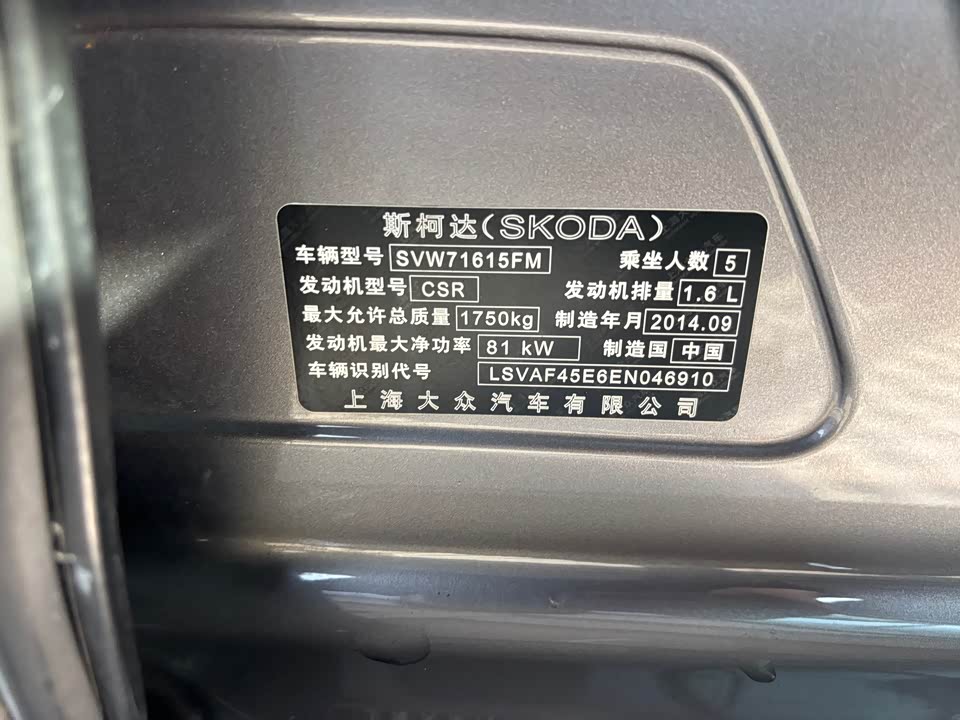 斯柯达(SKODA)
车辆型号 SVW71615FM 乘坐人数 5
发动机型号 CSR 发动机排量 1.6 L
最大允许总质量 1750kg 制造年月 2014.09
发动机最大净功率 81 kW 制造国 中国
车辆识别代号 LSVAF45E6EN046910
上海大众汽车有限公司